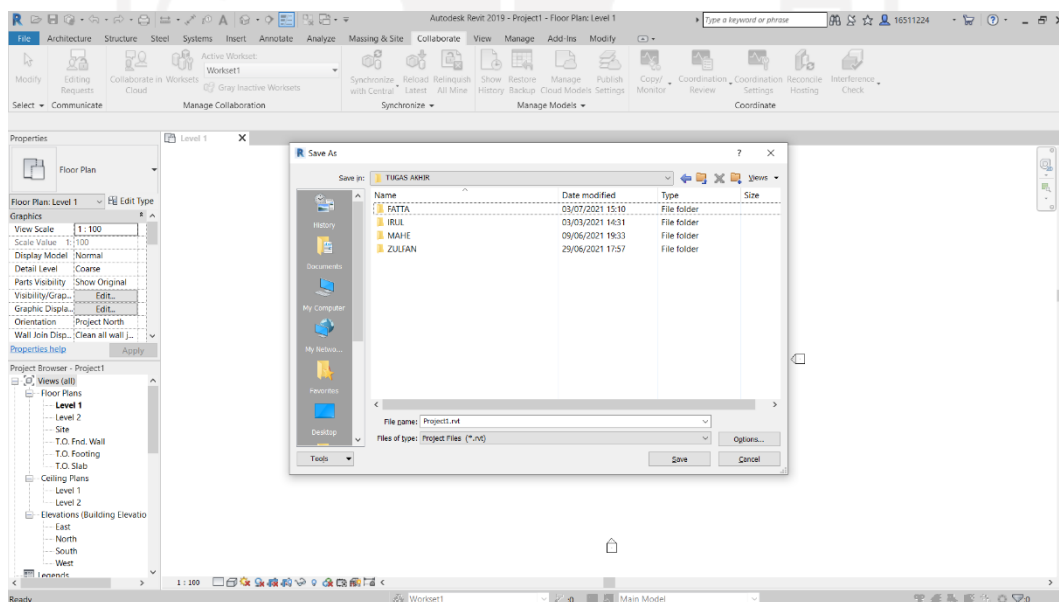 Autodesk Revit 2019 - Project1 - Floor Plan: Level 1
Type a keyword or phrase
16511224
File Architecture Structure Steel Systems Insert Annotate Analyze Massing & Site Collaborate View Manage Add-Ins Modify
Modify
Editing Requests
Collaborate in Cloud
Worksets
Active Workset:
Workset1
Gray Inactive Worksets
Synchronize with Central
Reload Latest
Relinquish All Mine
Show History
Restore Backup
Manage Cloud Models
Publish Settings
Copy/ Monitor
Coordination Review
Coordination Settings
Reconcile Hosting
Interference Check
Select Communicate Manage Collaboration Synchronize Manage Models Coordinate
Properties
Level 1
Floor Plan
Floor Plan: Level 1 Edit Type
Graphics
View Scale 1 : 100
Scale Value 1: 100
Display Model Normal
Detail Level Coarse
Parts Visibility Show Original
Visibility/Grap... Edit...
Graphic Displa... Edit...
Orientation Project North
Wall Join Disp... Clean all wall j...
Properties help Apply
Project Browser - Project1
Views (all)
Floor Plans
Level 1
Level 2
Site
T.O. Fnd. Wall
T.O. Footing
T.O. Slab
Ceiling Plans
Level 1
Level 2
Elevations (Building Elevatio
East
North
South
West
Legends
Save As
Save in: TUGAS AKHIR
Views
History
Documents
My Computer
My Netwo...
Favorites
Desktop
Name Date modified Type Size
FATTA 03/07/2021 15:10 File folder
IRUL 03/03/2021 14:31 File folder
MAHE 09/06/2021 19:33 File folder
ZULFAN 29/06/2021 17:57 File folder
File name: Project1.rvt
Files of type: Project Files (*.rvt)
Options...
Tools Save Cancel
1 : 100
Ready
Workset1
:0
Main Model
:0